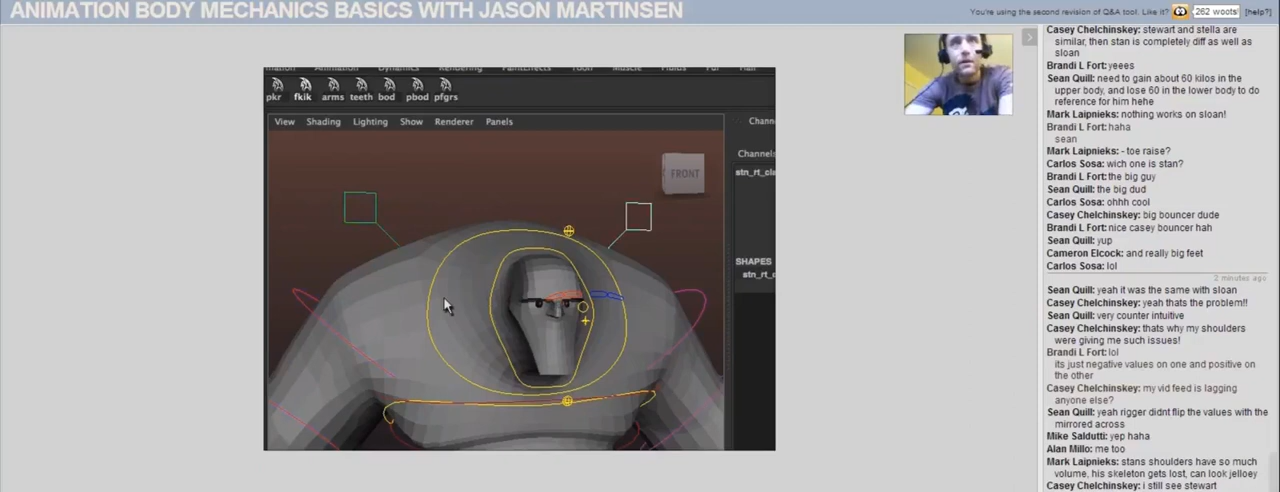 ANIMATION BODY MECHANICS BASICS WITH JASON MARTINSEN
You're using the second revision of Q&A tool. Like it?
262 woots!
[help?]
Animation
Dynamics
Rendering
PaintEffects
Toon
Muscle
Fluids
Fur
Hair
pkr
fkik
arms
teeth
bod
pbod
pfgrs
View
Shading
Lighting
Show
Renderer
Panels
Chann
Channels
stn_rt_cla
FRONT
SHAPES
stn_rt_c
Casey Chelchinskey: stewart and stella are
similar, then stan is completely diff as well as
sloan
Brandi L Fort: yeees
Sean Quill: need to gain about 60 kilos in the
upper body, and lose 60 in the lower body to do
reference for him hehe
Mark Laipnieks: nothing works on sloan!
Brandi L Fort: haha
sean
Mark Laipnieks: - toe raise?
Carlos Sosa: wich one is stan?
Brandi L Fort: the big guy
Sean Quill: the big dud
Carlos Sosa: ohhh cool
Casey Chelchinskey: big bouncer dude
Brandi L Fort: nice casey bouncer hah
Sean Quill: yup
Cameron Elcock: and really big feet
Carlos Sosa: lol
2 minutes ago
Sean Quill: yeah it was the same with sloan
Casey Chelchinskey: yeah thats the problem!!
Sean Quill: very counter intuitive
Casey Chelchinskey: thats why my shoulders
were giving me such issues!
Brandi L Fort: lol
its just negative values on one and positive on
the other
Casey Chelchinskey: my vid feed is lagging
anyone else?
Sean Quill: yeah rigger didnt flip the values with the
mirrored across
Mike Saldutti: yep haha
Alan Millo: me too
Mark Laipnieks: stans shoulders have so much
volume, his skeleton gets lost, can look jelloey
Casey Chelchinskey: i still see stewart